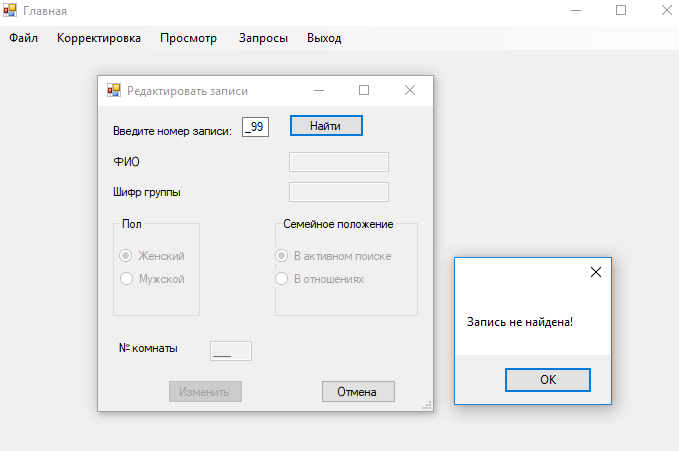 Главная
Файл Корректировка Просмотр Запросы Выход
Редактировать записи
Введите номер записи: _99 Найти
ФИО
Шифр группы
Пол Семейное положение
Женский В активном поиске
Мужской В отношениях
Запись не найдена!
№ комнаты ___
OK
Изменить Отмена